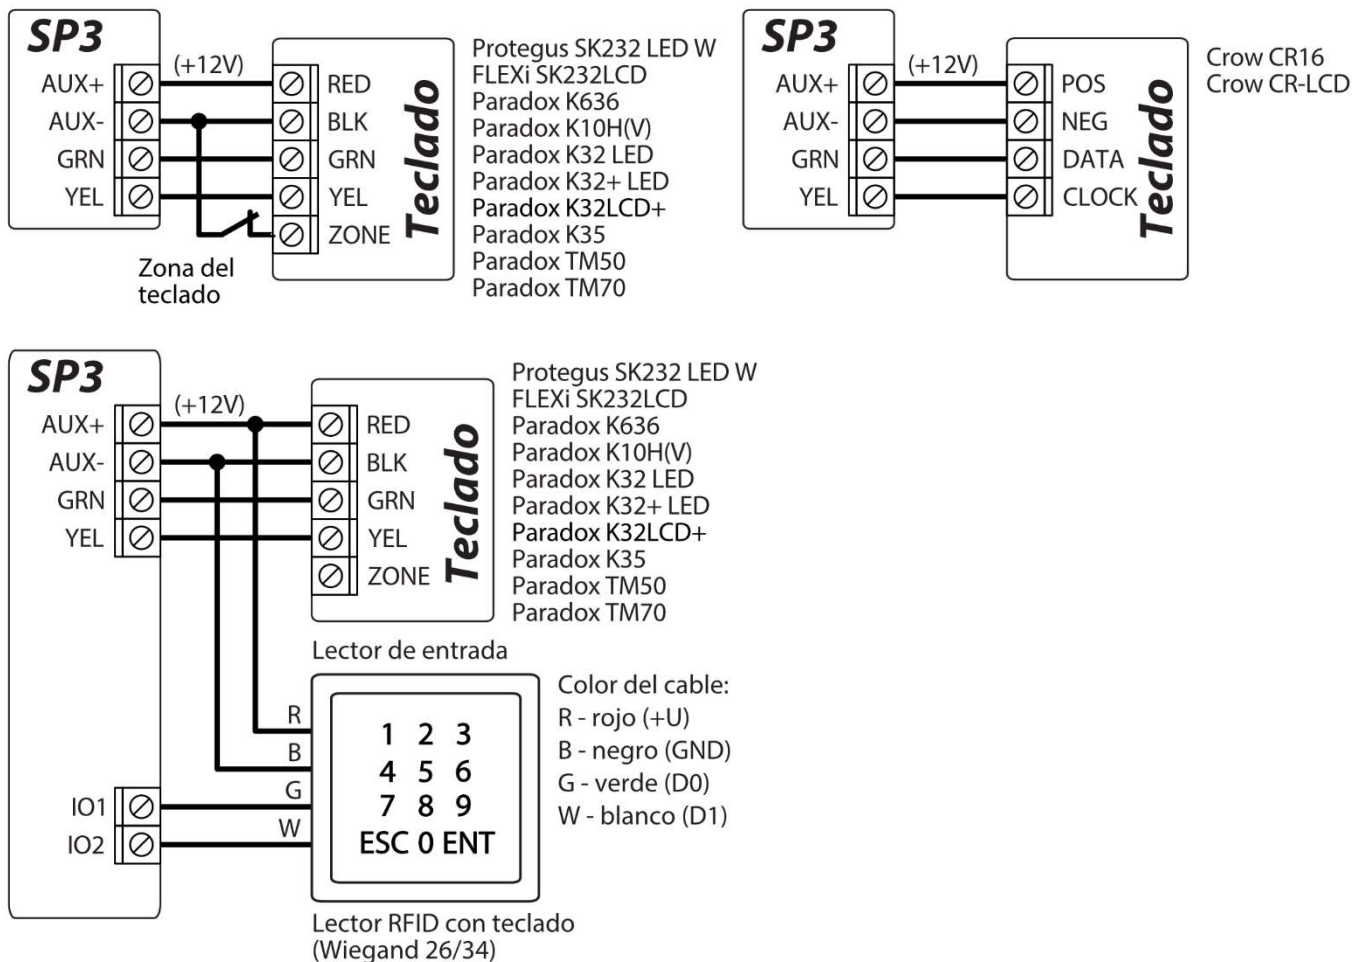 SP3
AUX+
AUX-
GRN
YEL
(+12V)
RED
BLK
GRN
YEL
ZONE
Teclado
Zona del
teclado
Protegus SK232 LED W
FLEXi SK232LCD
Paradox K636
Paradox K10H(V)
Paradox K32 LED
Paradox K32+ LED
Paradox K32LCD+
Paradox K35
Paradox TM50
Paradox TM70
SP3
AUX+
AUX-
GRN
YEL
(+12V)
POS
NEG
DATA
CLOCK
Teclado
Crow CR16
Crow CR-LCD
SP3
AUX+
AUX-
GRN
YEL
(+12V)
RED
BLK
GRN
YEL
ZONE
Teclado
Protegus SK232 LED W
FLEXi SK232LCD
Paradox K636
Paradox K10H(V)
Paradox K32 LED
Paradox K32+ LED
Paradox K32LCD+
Paradox K35
Paradox TM50
Paradox TM70
Lector de entrada
IO1
IO2
R
B
G
W
1 2 3
4 5 6
7 8 9
ESC 0 ENT
Color del cable:
R - rojo (+U)
B - negro (GND)
G - verde (D0)
W - blanco (D1)
Lector RFID con teclado
(Wiegand 26/34)